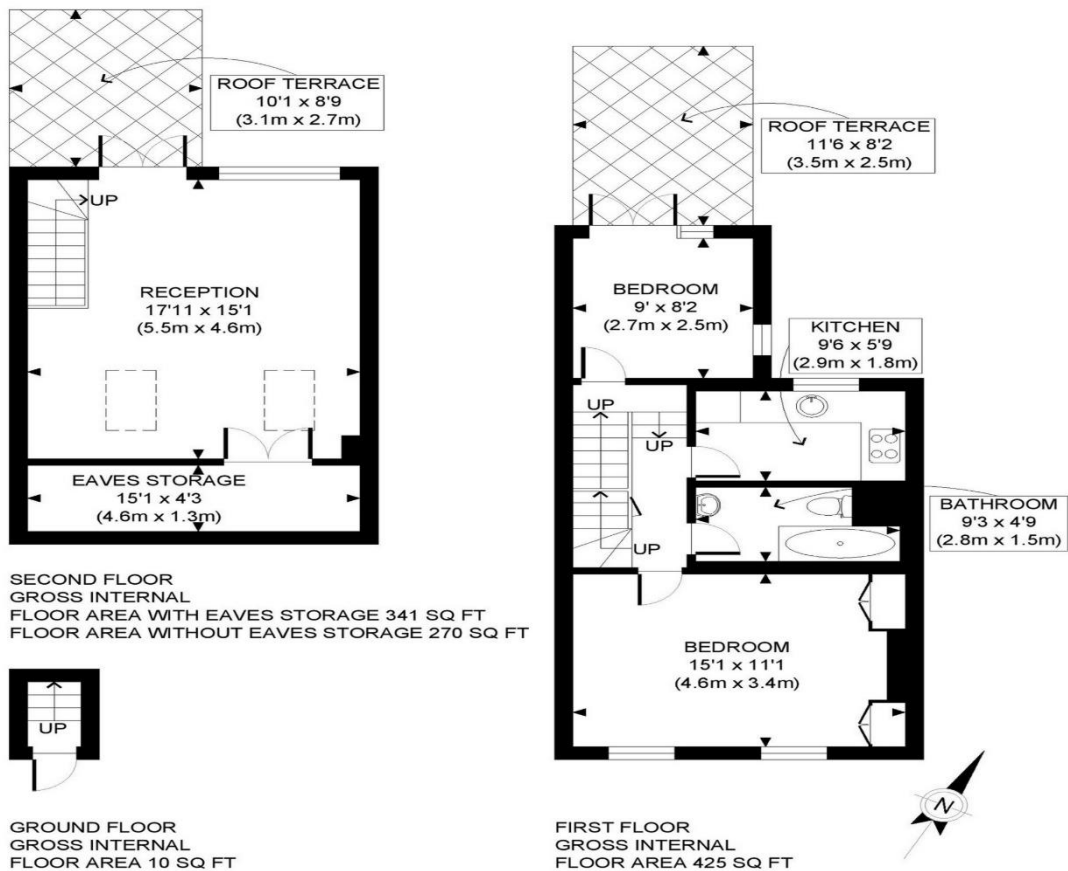 ROOF TERRACE
10'1 x 8'9
(3.1m x 2.7m)
UP
RECEPTION
17'11 x 15'1
(5.5m x 4.6m)
EAVES STORAGE
15'1 x 4'3
(4.6m x 1.3m)
SECOND FLOOR
GROSS INTERNAL
FLOOR AREA WITH EAVES STORAGE 341 SQ FT
FLOOR AREA WITHOUT EAVES STORAGE 270 SQ FT
UP
GROUND FLOOR
GROSS INTERNAL
FLOOR AREA 10 SQ FT
ROOF TERRACE
11'6 x 8'2
(3.5m x 2.5m)
BEDROOM
9' x 8'2
(2.7m x 2.5m)
KITCHEN
9'6 x 5'9
(2.9m x 1.8m)
UP
UP
UP
BATHROOM
9'3 x 4'9
(2.8m x 1.5m)
BEDROOM
15'1 x 11'1
(4.6m x 3.4m)
N
FIRST FLOOR
GROSS INTERNAL
FLOOR AREA 425 SQ FT